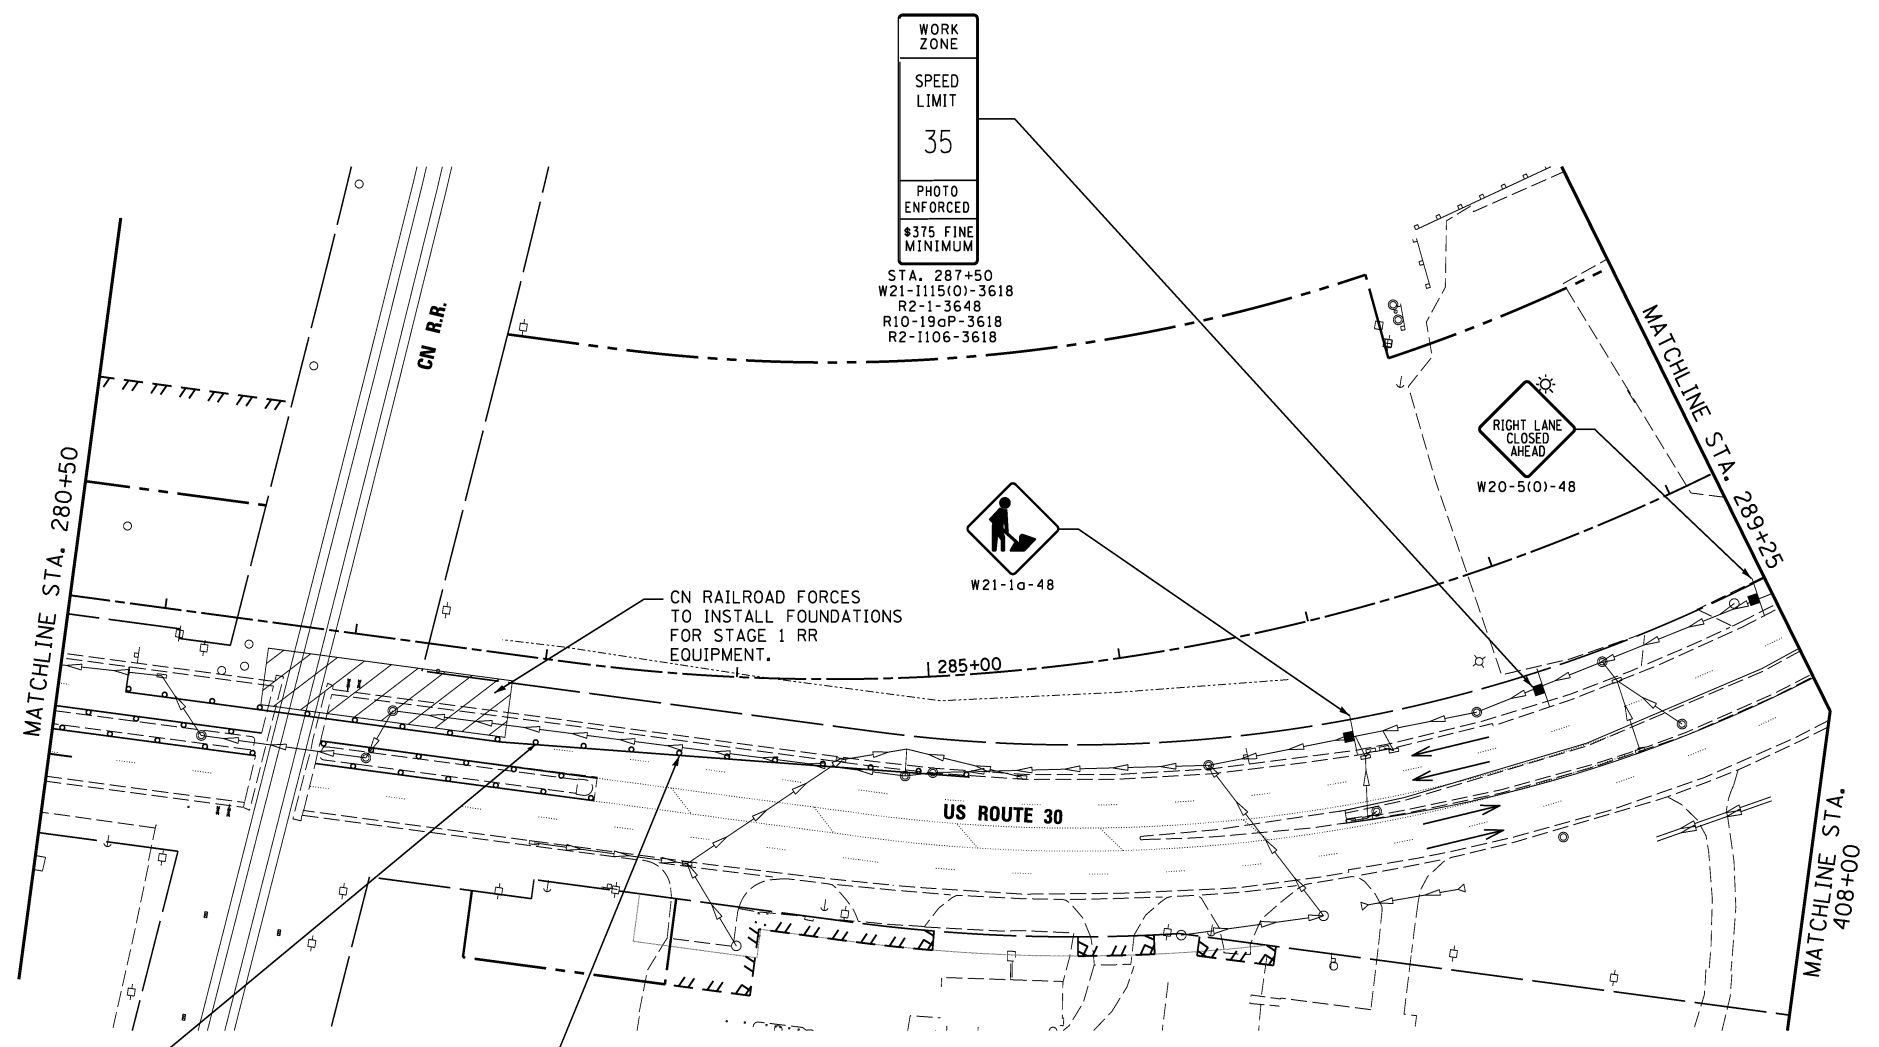 WORK
ZONE
SPEED
LIMIT
35
PHOTO
ENFORCED
$375 FINE
MINIMUM
STA. 287+50
W21-I115(O)-3618
R2-1-3648
R10-19aP-3618
R2-I106-3618
CN R.R.
MATCHLINE STA. 280+50
MATCHLINE STA. 289+25
RIGHT LANE
CLOSED
AHEAD
W20-5(O)-48
W21-1a-48
CN RAILROAD FORCES
TO INSTALL FOUNDATIONS
FOR STAGE 1 RR
EQUIPMENT.
285+00
US ROUTE 30
MATCHLINE STA.
408+00